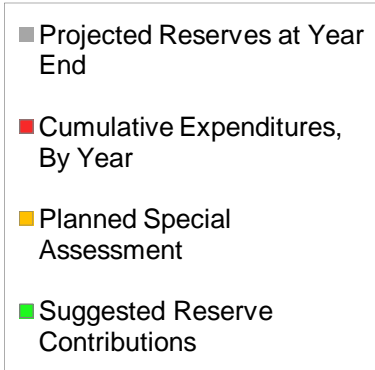 Projected Reserves at Year
End
Cumulative Expenditures,
By Year
Planned Special
Assessment
Suggested Reserve
Contributions